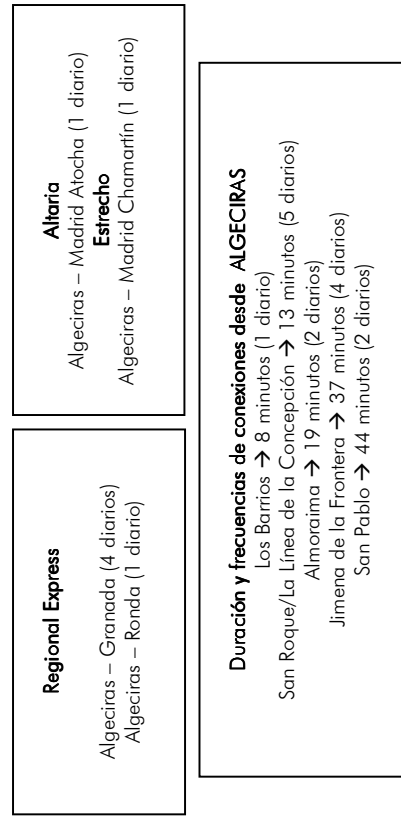 Regional Express
Algeciras – Granada (4 diarios)
Algeciras – Ronda (1 diario)
Altaria
Algeciras – Madrid Atocha (1 diario)
Estrecho
Algeciras – Madrid Chamartín (1 diario)
Duración y frecuencias de conexiones desde ALGECIRAS
Los Barrios → 8 minutos (1 diario)
San Roque/La Línea de la Concepción → 13 minutos (5 diarios)
Almoraima → 19 minutos (2 diarios)
Jimena de la Frontera → 37 minutos (4 diarios)
San Pablo → 44 minutos (2 diarios)